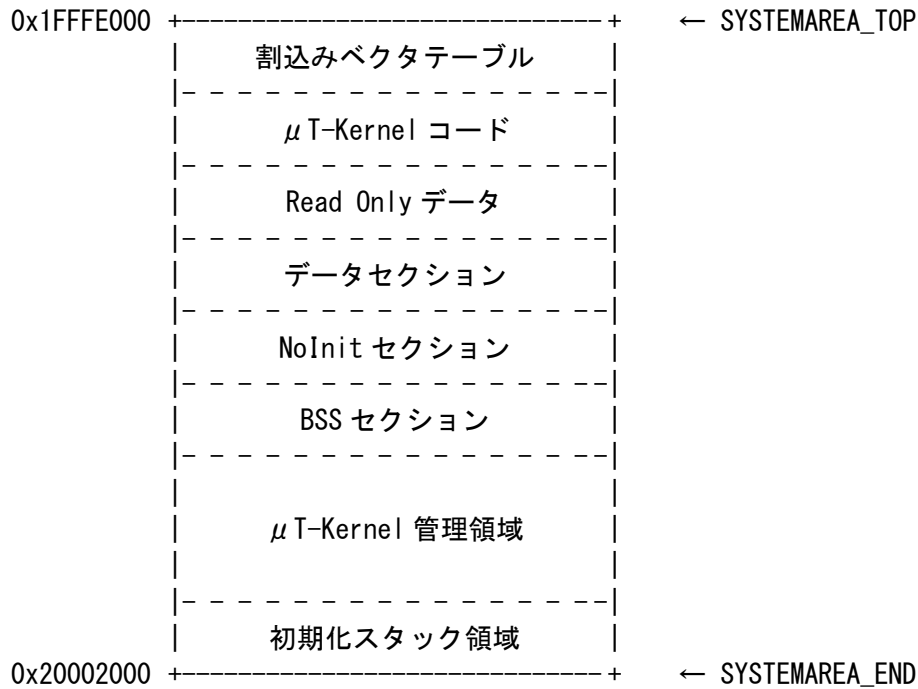 0x1FFFE000 +------------------------------+ ← SYSTEMAREA_TOP
| 割込みベクタテーブル |
|- - - - - - - - - - - - - - - -|
| μT-Kernel コード |
|- - - - - - - - - - - - - - - -|
| Read Only データ |
|- - - - - - - - - - - - - - - -|
| データセクション |
|- - - - - - - - - - - - - - - -|
| NoInit セクション |
|- - - - - - - - - - - - - - - -|
| BSS セクション |
|- - - - - - - - - - - - - - - -|
| |
| μT-Kernel 管理領域 |
| |
|- - - - - - - - - - - - - - - -|
| 初期化スタック領域 |
0x20002000 +------------------------------+ ← SYSTEMAREA_END